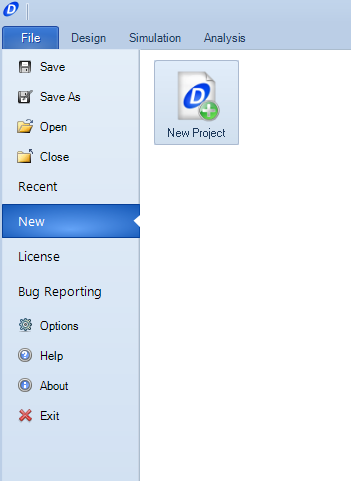 File Design Simulation Analysis
Save
Save As
Open
Close
Recent
New
License
Bug Reporting
Options
Help
About
Exit
D
New Project